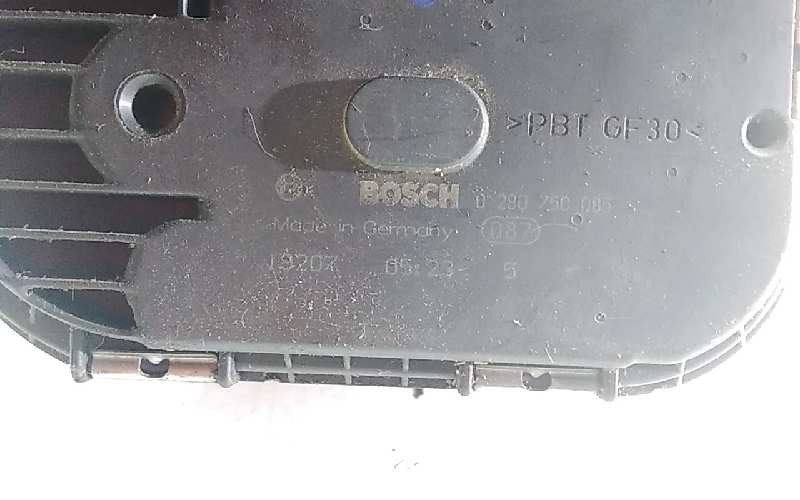 >PBT GF30<
BOSCH 0 280 750 085
Made in Germany 087
19207 05:23 5